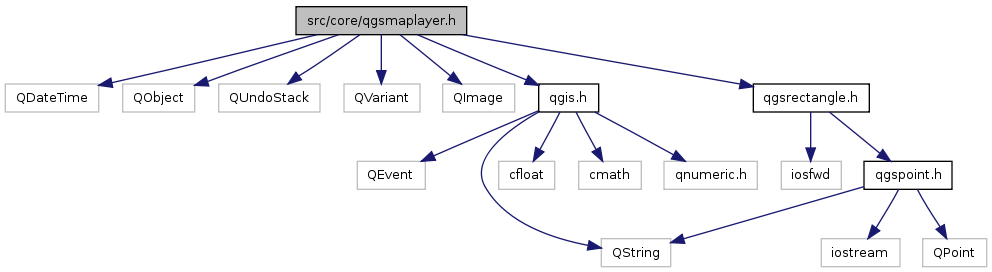 src/core/qgsmaplayer.h
QDateTime
QObject
QUndoStack
QVariant
QImage
qgis.h
qgsrectangle.h
QEvent
cfloat
cmath
qnumeric.h
iosfwd
qgspoint.h
QString
iostream
QPoint